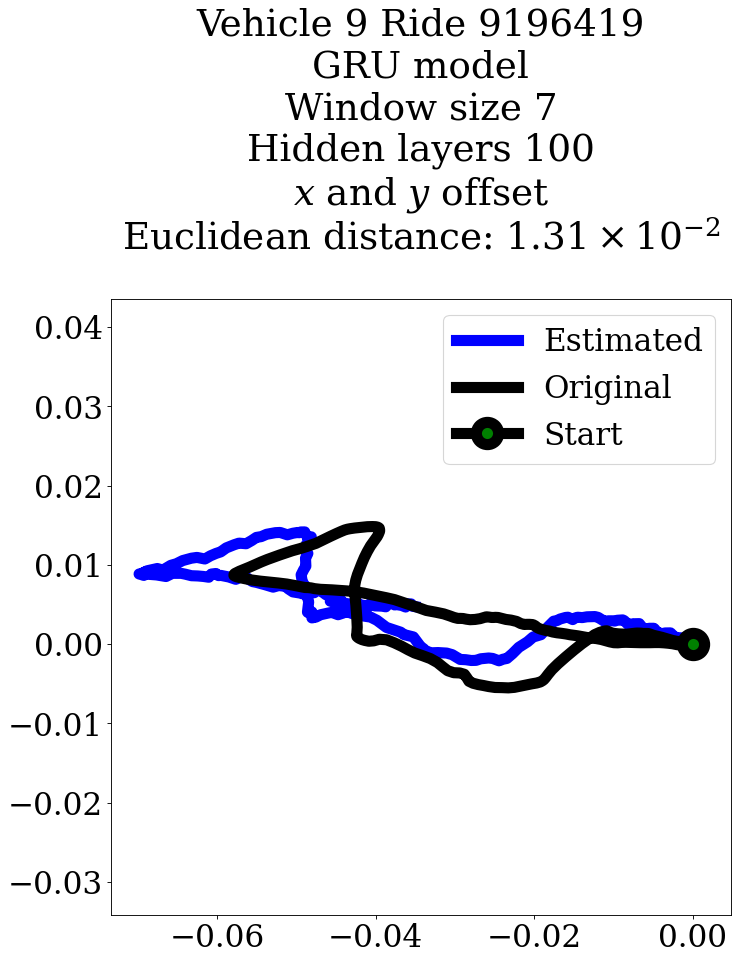 Vehicle 9 Ride 9196419
GRU model
Window size 7
Hidden layers 100
x and y offset
Euclidean distance: 1.31 × 10⁻²
Estimated
Original
Start
0.04
0.03
0.02
0.01
0.00
−0.01
−0.02
−0.03
−0.06
−0.04
−0.02
0.00